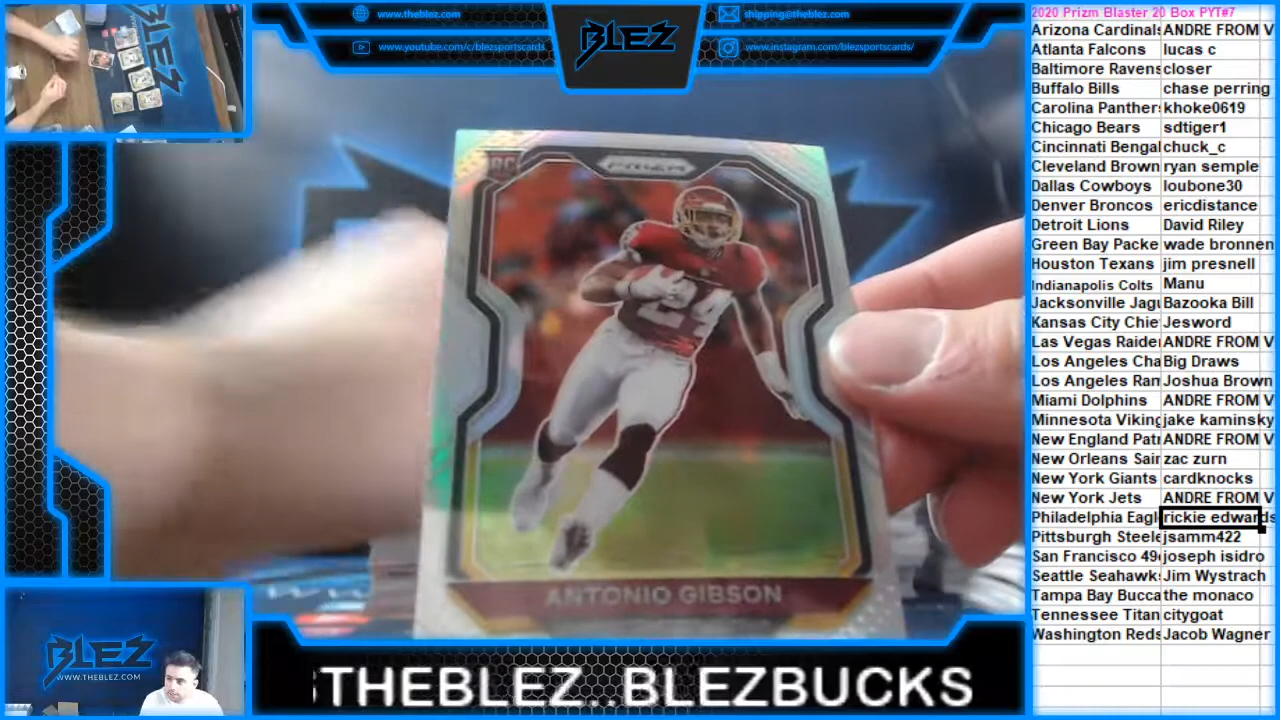 www.theblez.com
www.youtube.com/c/blezsportscards
BLEZ
shipping@theblez.com
www.instagram.com/blezsportscards/
RC
PRIZM
24
ANTONIO GIBSON
BLEZ
WWW.THEBLEZ.COM
THEBLEZ..BLEZBUCKS
2020 Prizm Blaster 20 Box PYT#7
Arizona Cardinals ANDRE FROM V
Atlanta Falcons lucas c
Baltimore Ravens closer
Buffalo Bills chase perring
Carolina Panther khoke0619
Chicago Bears sdtiger1
Cincinnati Bengal chuck_c
Cleveland Brown ryan semple
Dallas Cowboys loubone30
Denver Broncos ericdistance
Detroit Lions David Riley
Green Bay Packe wade bronnen
Houston Texans jim presnell
Indianapolis Colts Manu
Jacksonville Jagu Bazooka Bill
Kansas City Chie Jesword
Las Vegas Raide ANDRE FROM V
Los Angeles Cha Big Draws
Los Angeles Ram Joshua Brown
Miami Dolphins ANDRE FROM V
Minnesota Viking jake kaminsky
New England Patr ANDRE FROM V
New Orleans Sain zac zurn
New York Giants cardknocks
New York Jets ANDRE FROM V
Philadelphia Eagl rickie edwards
Pittsburgh Steele jsamm422
San Francisco 49 joseph isidro
Seattle Seahawk Jim Wystrach
Tampa Bay Bucca the monaco
Tennessee Titan citygoat
Washington Reds Jacob Wagner